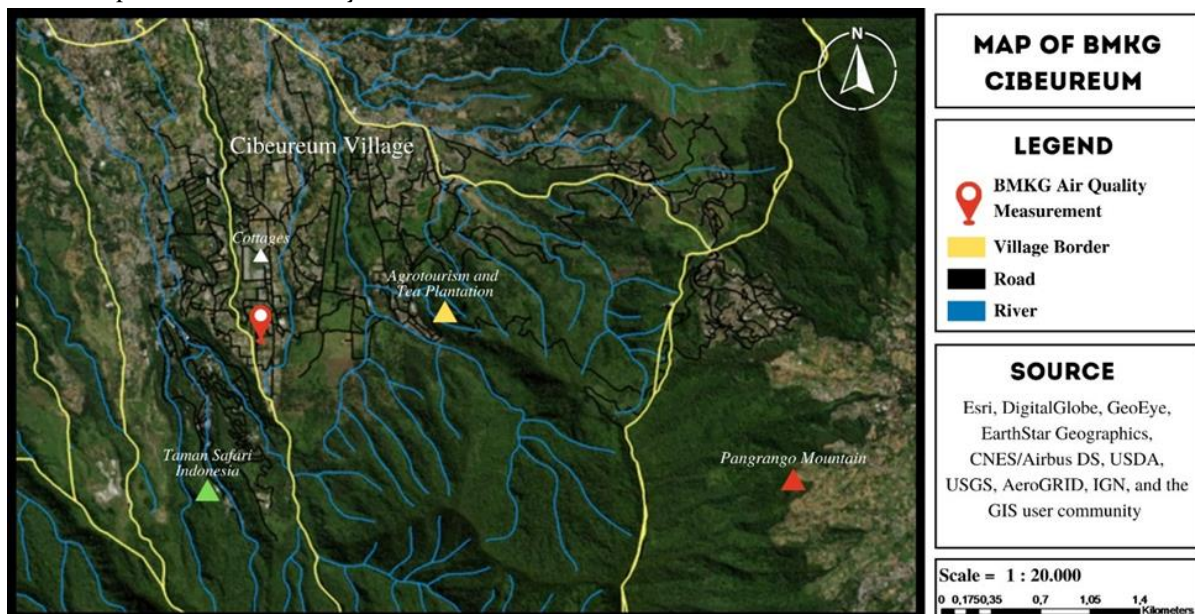 N
Cibeureum Village
Cottages
Agrotourism and
Tea Plantation
Taman Safari
Indonesia
Pangrango Mountain
MAP OF BMKG
CIBEUREUM
LEGEND
BMKG Air Quality
Measurement
Village Border
Road
River
SOURCE
Esri, DigitalGlobe, GeoEye,
EarthStar Geographics,
CNES/Airbus DS, USDA,
USGS, AeroGRID, IGN, and the
GIS user community
Scale = 1 : 20.000
0 0,1750,35 0,7 1,05 1,4
Kilometers